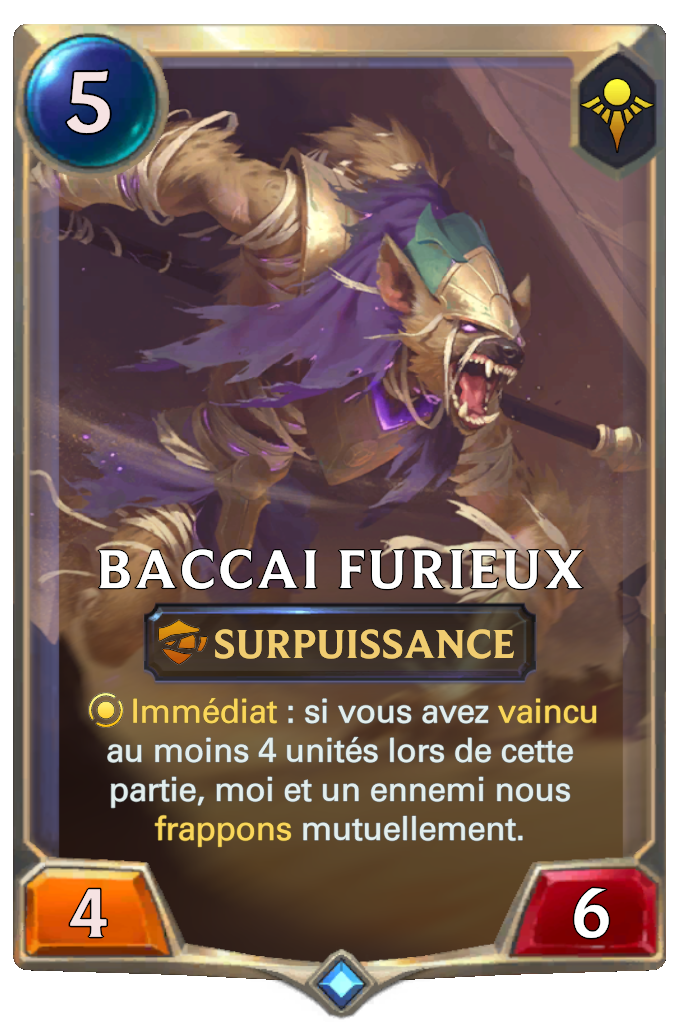 5
BACCAI FURIEUX
SURPUISSANCE
Immédiat : si vous avez vaincu
au moins 4 unités lors de cette
partie, moi et un ennemi nous
frappons mutuellement.
4
6